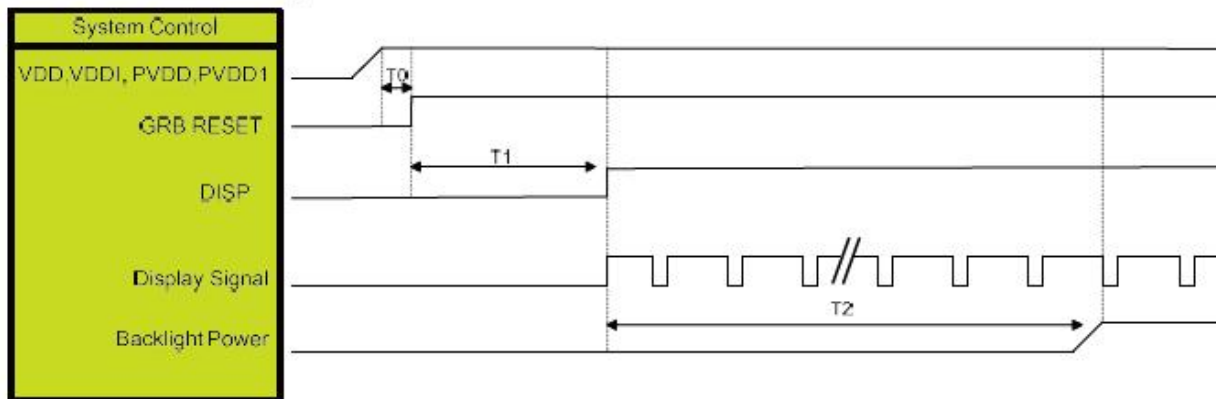 System Control
VDD,VDDI, PVDD,PVDD1
T0
GRB RESET
T1
DISP
Display Signal
T2
Backlight Power